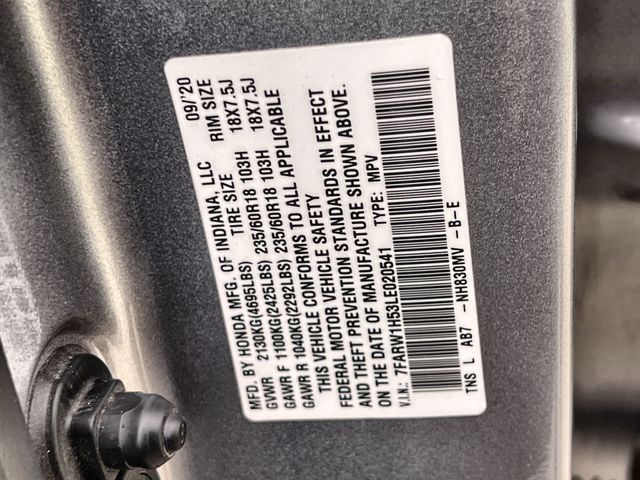 MFD. BY HONDA MFG. OF INDIANA, LLC 09/'20
TIRE SIZE RIM SIZE
GVWR 2130KG(4695LBS)
GAWR F 1100KG(2425LBS) 235/60R18 103H 18X7.5J
GAWR R 1040KG(2292LBS) 235/60R18 103H 18X7.5J
THIS VEHICLE CONFORMS TO ALL APPLICABLE
FEDERAL MOTOR VEHICLE SAFETY
AND THEFT PREVENTION STANDARDS IN EFFECT
ON THE DATE OF MANUFACTURE SHOWN ABOVE.
V.I.N.: 7FARW1H53LE020541 TYPE: MPV
TNS L AB7 -NH830MV -B-E